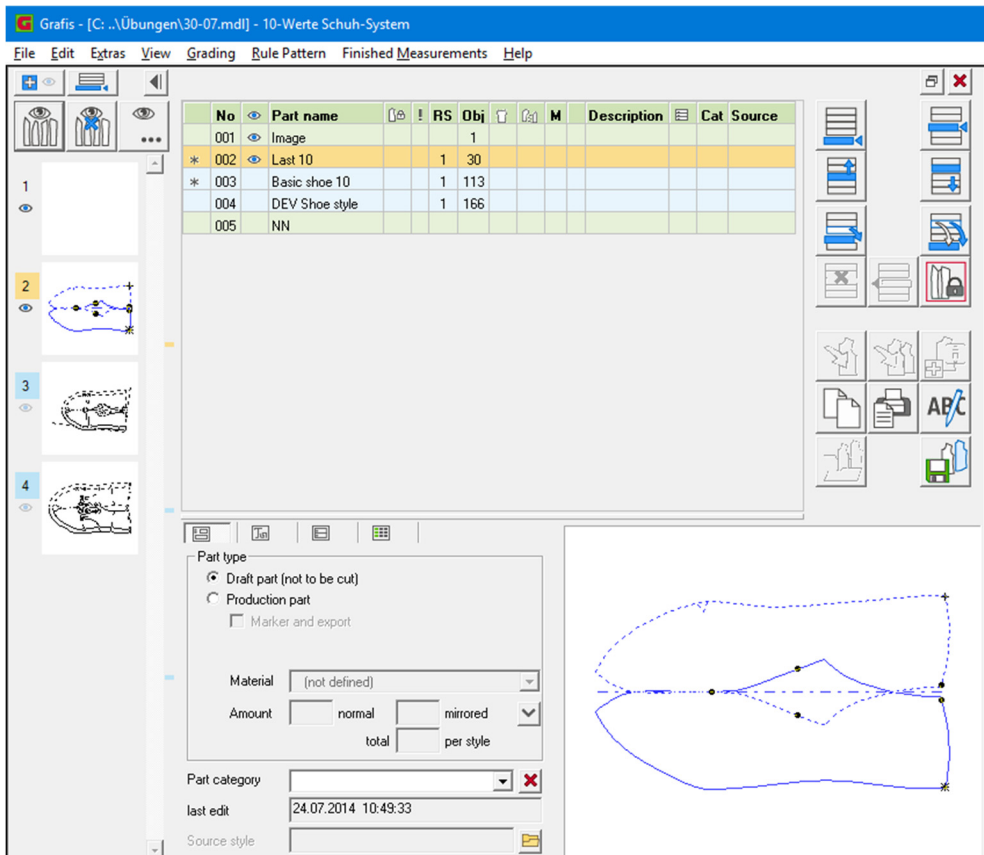 Grafis - [C: ..\Übungen\30-07.mdl] - 10-Werte Schuh-System
File Edit Extras View Grading Rule Pattern Finished Measurements Help
No Part name ! RS Obj M Description Cat Source
001 Image 1
* 002 Last 10 1 30
* 003 Basic shoe 10 1 113
004 DEV Shoe style 1 166
005 NN
1
2
3
4
ABC
Part type
Draft part (not to be cut)
Production part
Marker and export
Material (not defined)
Amount normal mirrored
total per style
Part category
last edit 24.07.2014 10:49:33
Source style